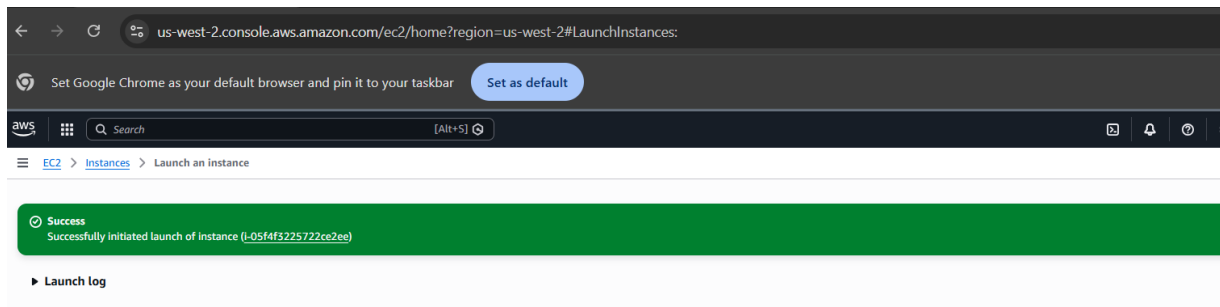 us-west-2.console.aws.amazon.com/ec2/home?region=us-west-2#LaunchInstances:
Set Google Chrome as your default browser and pin it to your taskbar Set as default
aws Search [Alt+S]
EC2 > Instances > Launch an instance
Success
Successfully initiated launch of instance (i-05f4f3225722ce2ee)
Launch log